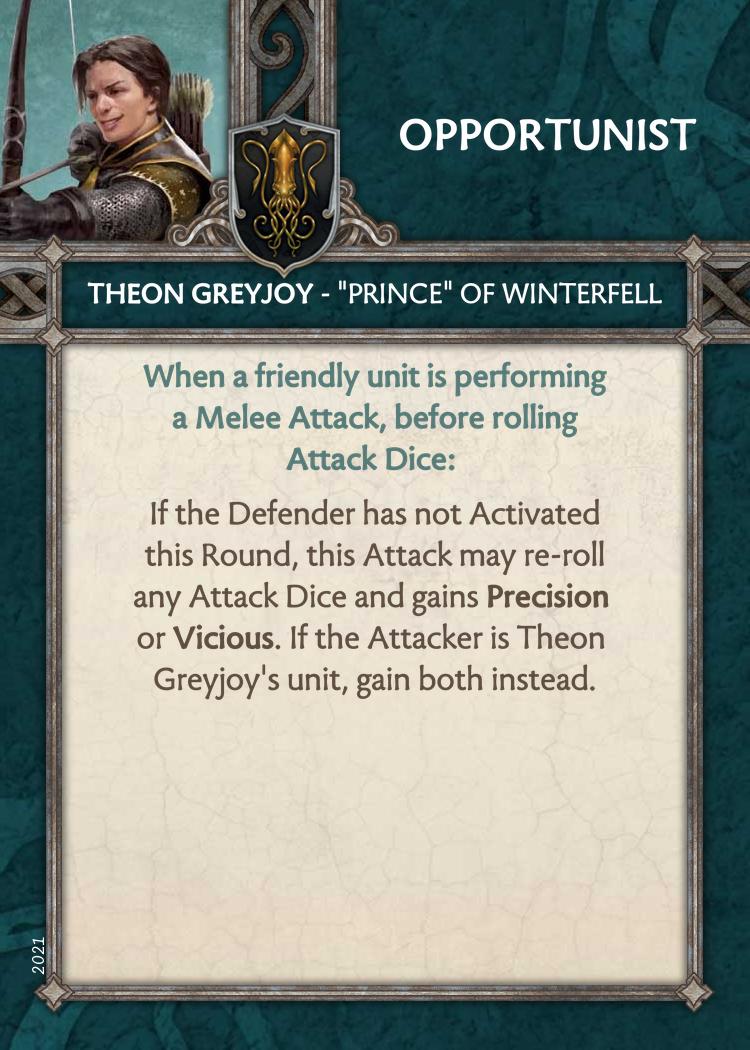 OPPORTUNIST
THEON GREYJOY - "PRINCE" OF WINTERFELL
When a friendly unit is performing
a Melee Attack, before rolling
Attack Dice:
If the Defender has not Activated
this Round, this Attack may re-roll
any Attack Dice and gains Precision
or Vicious. If the Attacker is Theon
Greyjoy's unit, gain both instead.
2021